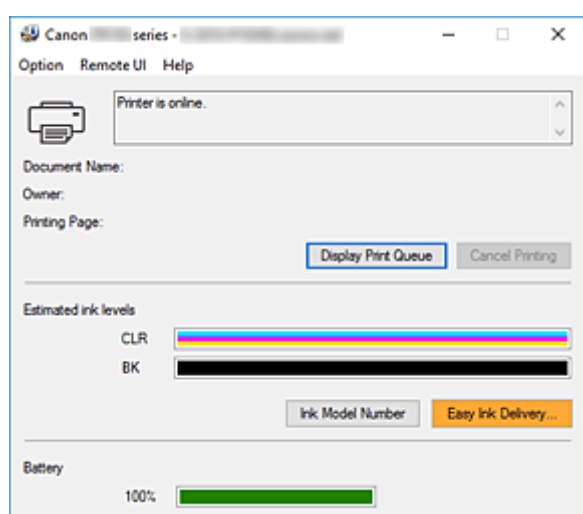 Canon series -
Option Remote UI Help
Printer is online.
Document Name:
Owner:
Printing Page:
Display Print Queue Cancel Printing
Estimated ink levels
CLR
BK
Ink Model Number Easy Ink Delivery...
Battery
100%